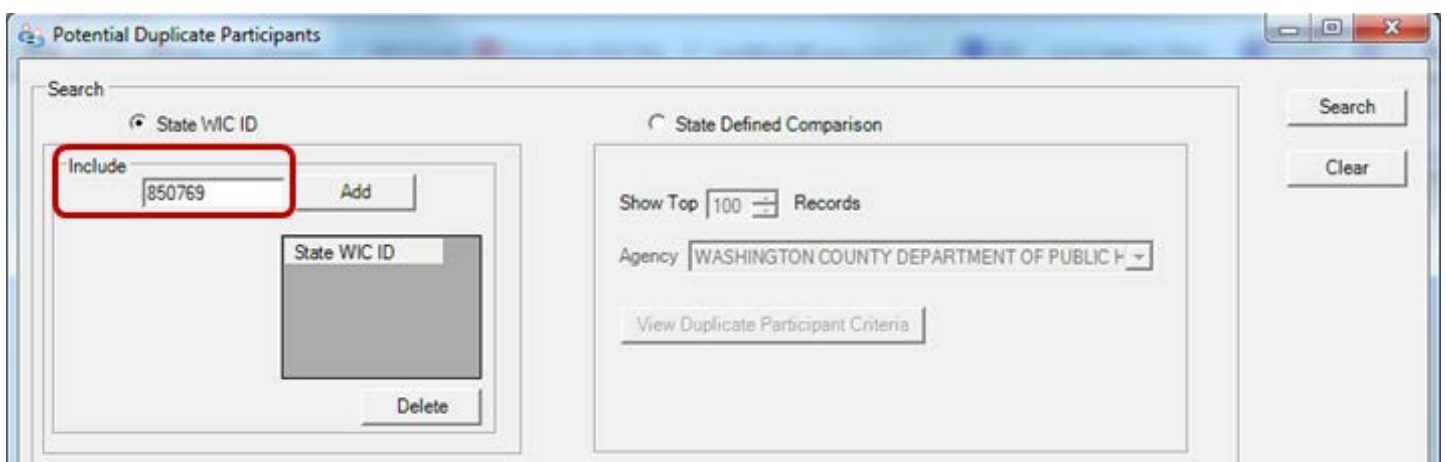 Potential Duplicate Participants
Search
State WIC ID
State Defined Comparison
Search
Include
850769
Add
Clear
Show Top 100 Records
State WIC ID
Agency WASHINGTON COUNTY DEPARTMENT OF PUBLIC H
View Duplicate Participant Criteria
Delete